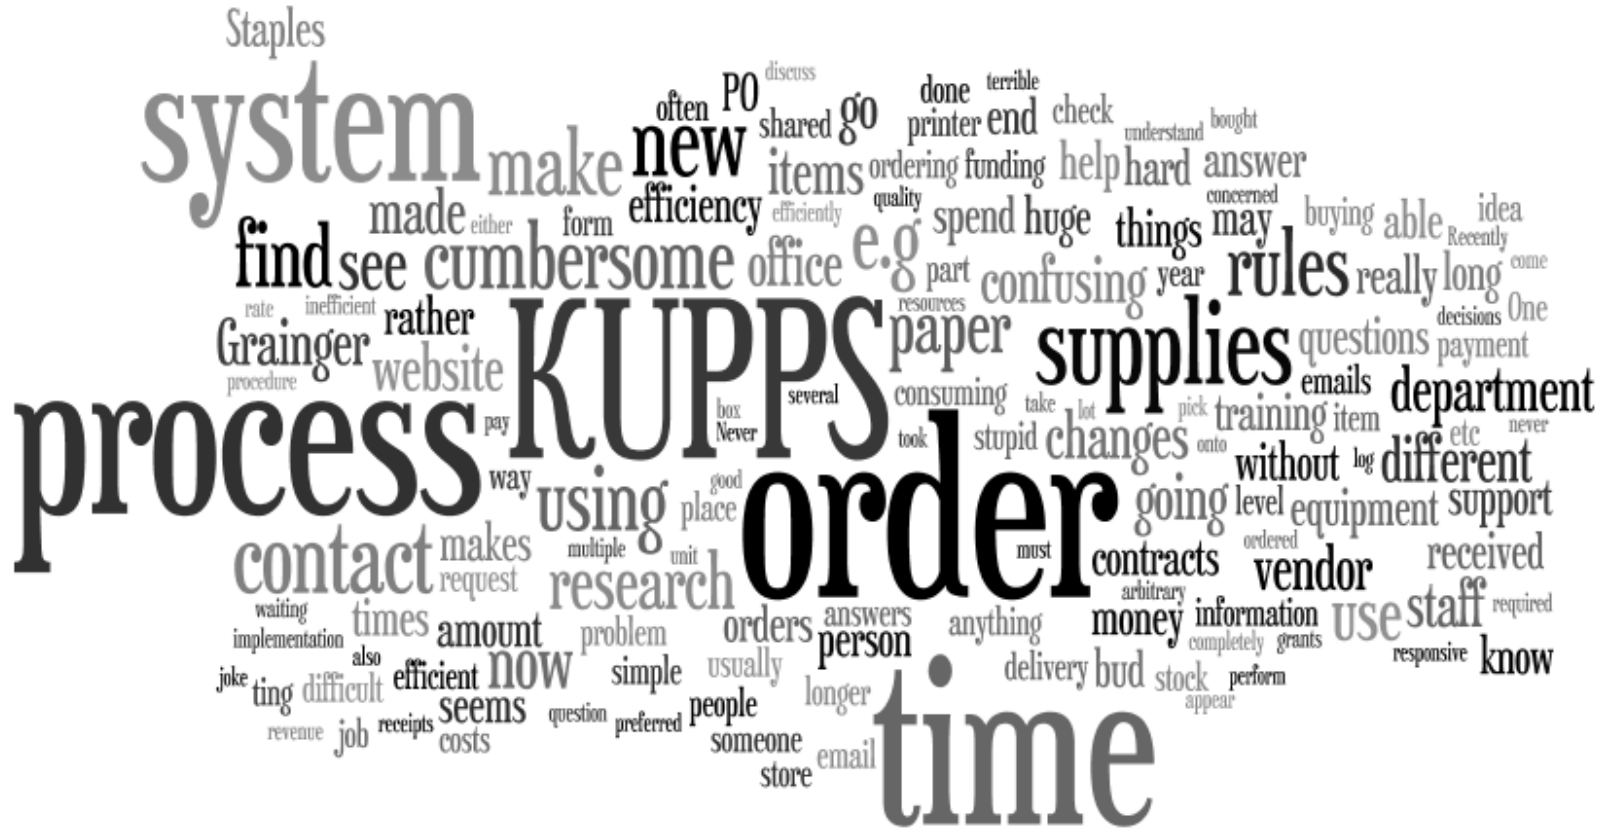 Staples
system
discuss
PO
often
new
shared
go
done
terrible
printer
end
check
understand
bought
make
items
ordering
funding
help
hard
answer
made
either
form
efficiency
efficiently
quality
concerned
spend
huge
things
may
buying
able
idea
Recently
find
see
cumbersome
office
e.g
part
confusing
year
rules
really
long
come
rate
inefficient
rather
resources
decisions
One
Grainger
website
KUPPS
paper
supplies
questions
payment
procedure
process
pay
several
box
Never
consuming
take
lot
pick
emails
department
training
item
never
etc
took
stupid
changes
onto
without
log
different
way
using
good
place
order
going
level
equipment
support
contact
makes
multiple
unit
must
contracts
ordered
vendor
received
request
research
arbitrary
waiting
times
amount
problem
orders
answers
person
anything
money
information
use
staff
required
implementation
completely
grants
responsive
know
also
joke
ting
difficult
efficient
now
simple
usually
delivery
bud
stock
perform
appear
revenue
job
receipts
seems
costs
question
preferred
people
longer
someone
store
email
time